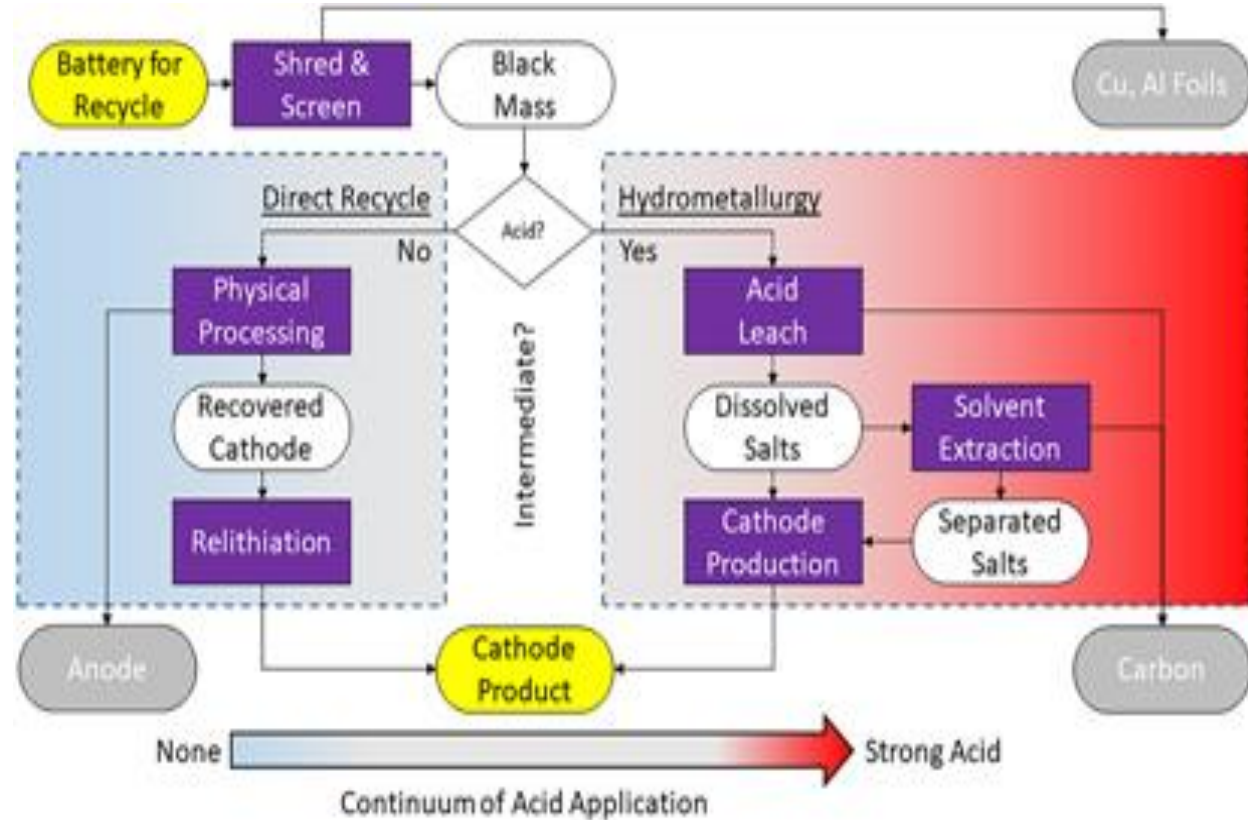 Battery for
Recycle
Shred &
Screen
Black
Mass
Cu, Al Foils
Direct Recycle
Acid?
Hydrometallurgy
No
Yes
Physical
Processing
Acid
Leach
Recovered
Cathode
Intermediate?
Dissolved
Salts
Solvent
Extraction
Relithiation
Cathode
Production
Separated
Salts
Anode
Cathode
Product
Carbon
None
Strong Acid
Continuum of Acid Application